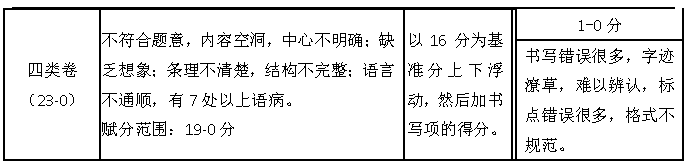 四类卷
（23-0）
不符合题意，内容空洞，中心不明确；缺
乏想象；条理不清楚，结构不完整；语言
不通顺，有 7 处以上语病。
赋分范围：19-0 分
以 16 分为基
准分上下浮
动，然后加书
写项的得分。
1-0 分
书写错误很多，字迹
潦草，难以辨认，标
点错误很多，格式不
规范。